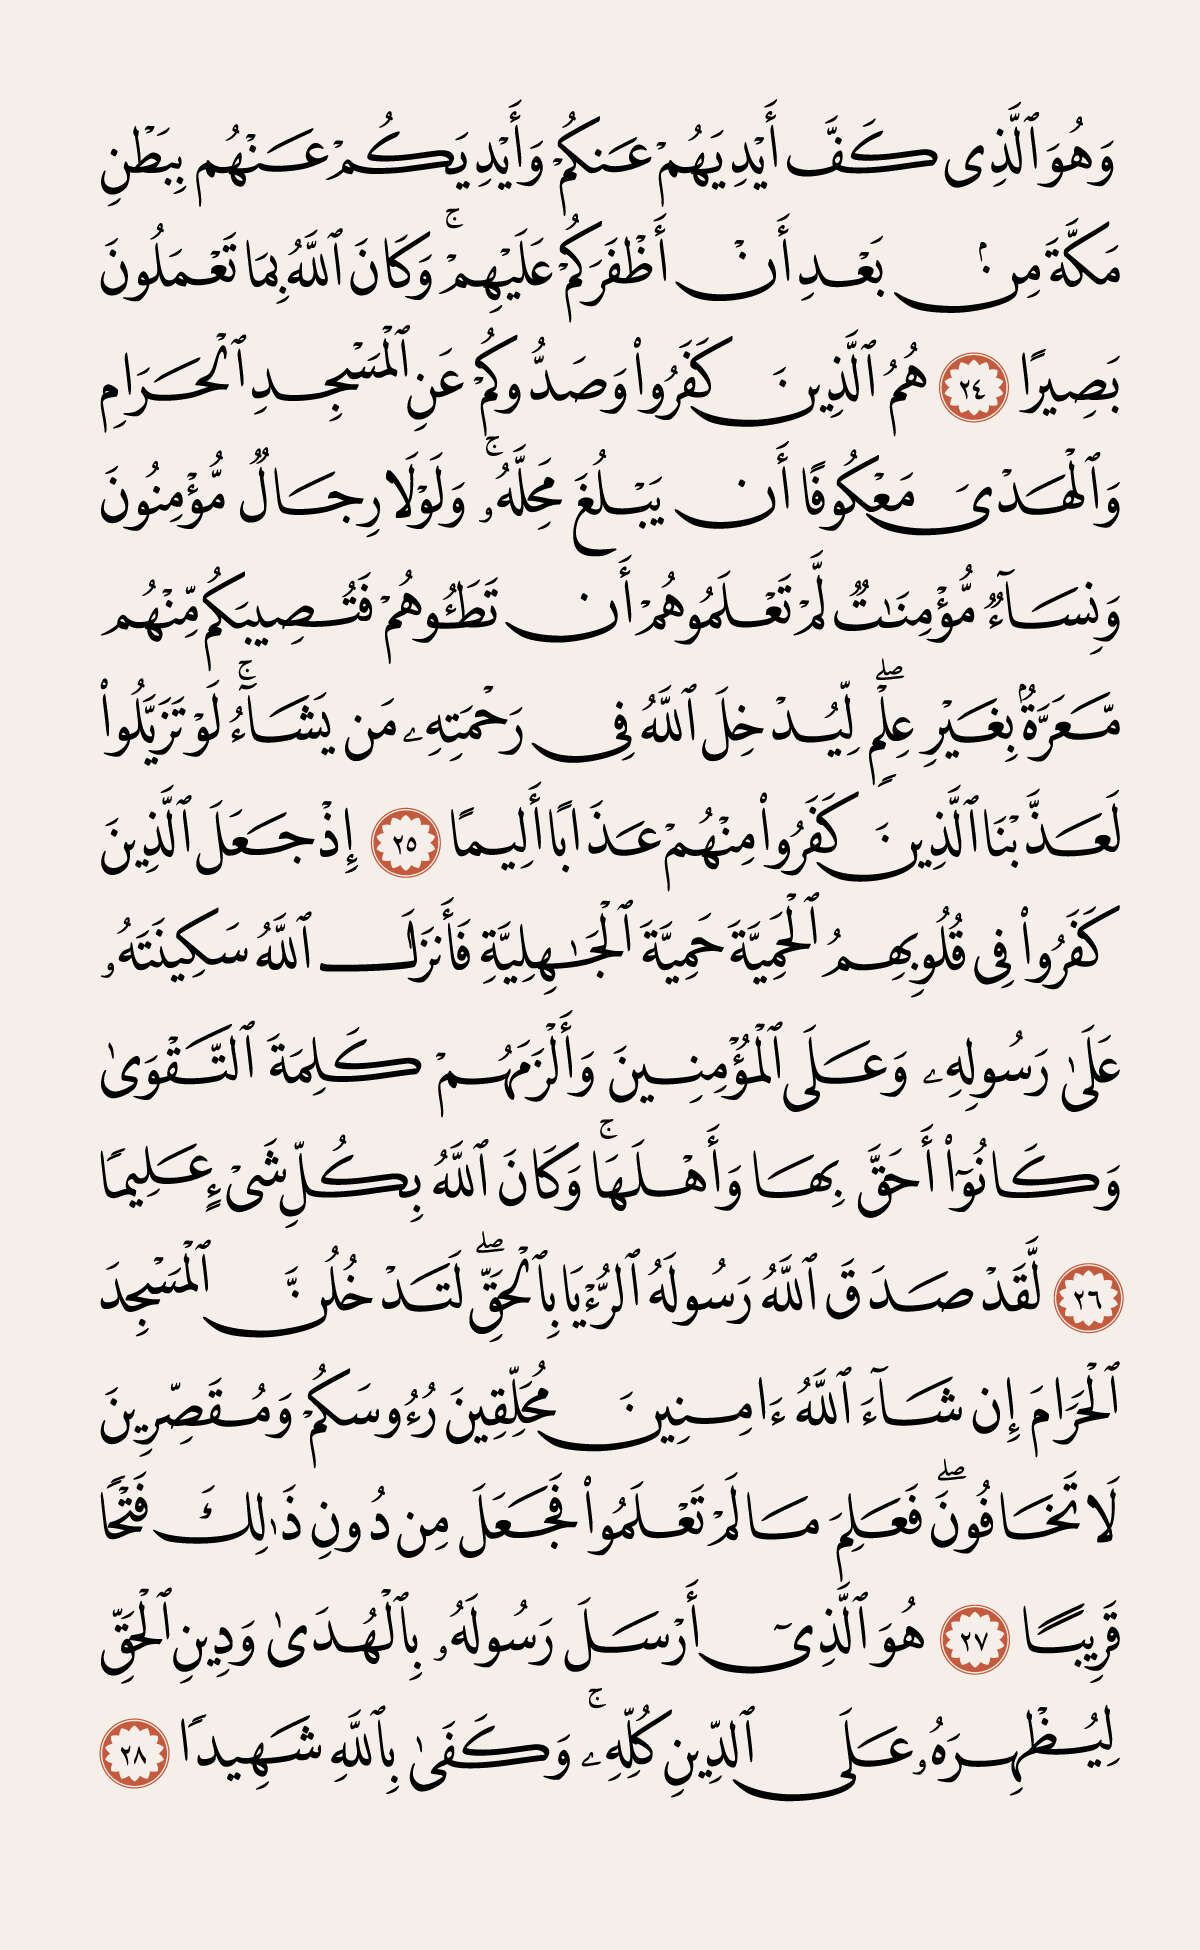 وَهُوَ ٱلَّذِى كَفَّ أَيْدِيَهُمْ عَنكُمْ وَأَيْدِيَكُمْ عَنْهُم بِبَطْنِ
مَكَّةَ مِنۢ بَعْدِ أَنْ أَظْفَرَكُمْ عَلَيْهِمْ ۚ وَكَانَ ٱللَّهُ بِمَا تَعْمَلُونَ
بَصِيرًا ٢٤ هُمُ ٱلَّذِينَ كَفَرُوا۟ وَصَدُّوكُمْ عَنِ ٱلْمَسْجِدِ ٱلْحَرَامِ
وَٱلْهَدْىَ مَعْكُوفًا أَن يَبْلُغَ مَحِلَّهُۥ ۚ وَلَوْلَا رِجَالٌ مُّؤْمِنُونَ
وَنِسَآءٌ مُّؤْمِنَٰتٌ لَّمْ تَعْلَمُوهُمْ أَن تَطَـُٔوهُمْ فَتُصِيبَكُم مِّنْهُم
مَّعَرَّةٌۢ بِغَيْرِ عِلْمٍ ۖ لِّيُدْخِلَ ٱللَّهُ فِى رَحْمَتِهِۦ مَن يَشَآءُ ۚ لَوْ تَزَيَّلُوا۟
لَعَذَّبْنَا ٱلَّذِينَ كَفَرُوا۟ مِنْهُمْ عَذَابًا أَلِيمًا ٢٥ إِذْ جَعَلَ ٱلَّذِينَ
كَفَرُوا۟ فِى قُلُوبِهِمُ ٱلْحَمِيَّةَ حَمِيَّةَ ٱلْجَٰهِلِيَّةِ فَأَنزَلَ ٱللَّهُ سَكِينَتَهُۥ
عَلَىٰ رَسُولِهِۦ وَعَلَى ٱلْمُؤْمِنِينَ وَأَلْزَمَهُمْ كَلِمَةَ ٱلتَّقْوَىٰ
وَكَانُوٓا۟ أَحَقَّ بِهَا وَأَهْلَهَا ۚ وَكَانَ ٱللَّهُ بِكُلِّ شَىْءٍ عَلِيمًا
٢٦ لَّقَدْ صَدَقَ ٱللَّهُ رَسُولَهُ ٱلرُّءْيَا بِٱلْحَقِّ ۖ لَتَدْخُلُنَّ ٱلْمَسْجِدَ
ٱلْحَرَامَ إِن شَآءَ ٱللَّهُ ءَامِنِينَ مُحَلِّقِينَ رُءُوسَكُمْ وَمُقَصِّرِينَ
لَا تَخَافُونَ ۖ فَعَلِمَ مَا لَمْ تَعْلَمُوا۟ فَجَعَلَ مِن دُونِ ذَٰلِكَ فَتْحًا
قَرِيبًا ٢٧ هُوَ ٱلَّذِىٓ أَرْسَلَ رَسُولَهُۥ بِٱلْهُدَىٰ وَدِينِ ٱلْحَقِّ
لِيُظْهِرَهُۥ عَلَى ٱلدِّينِ كُلِّهِۦ ۚ وَكَفَىٰ بِٱللَّهِ شَهِيدًا ٢٨